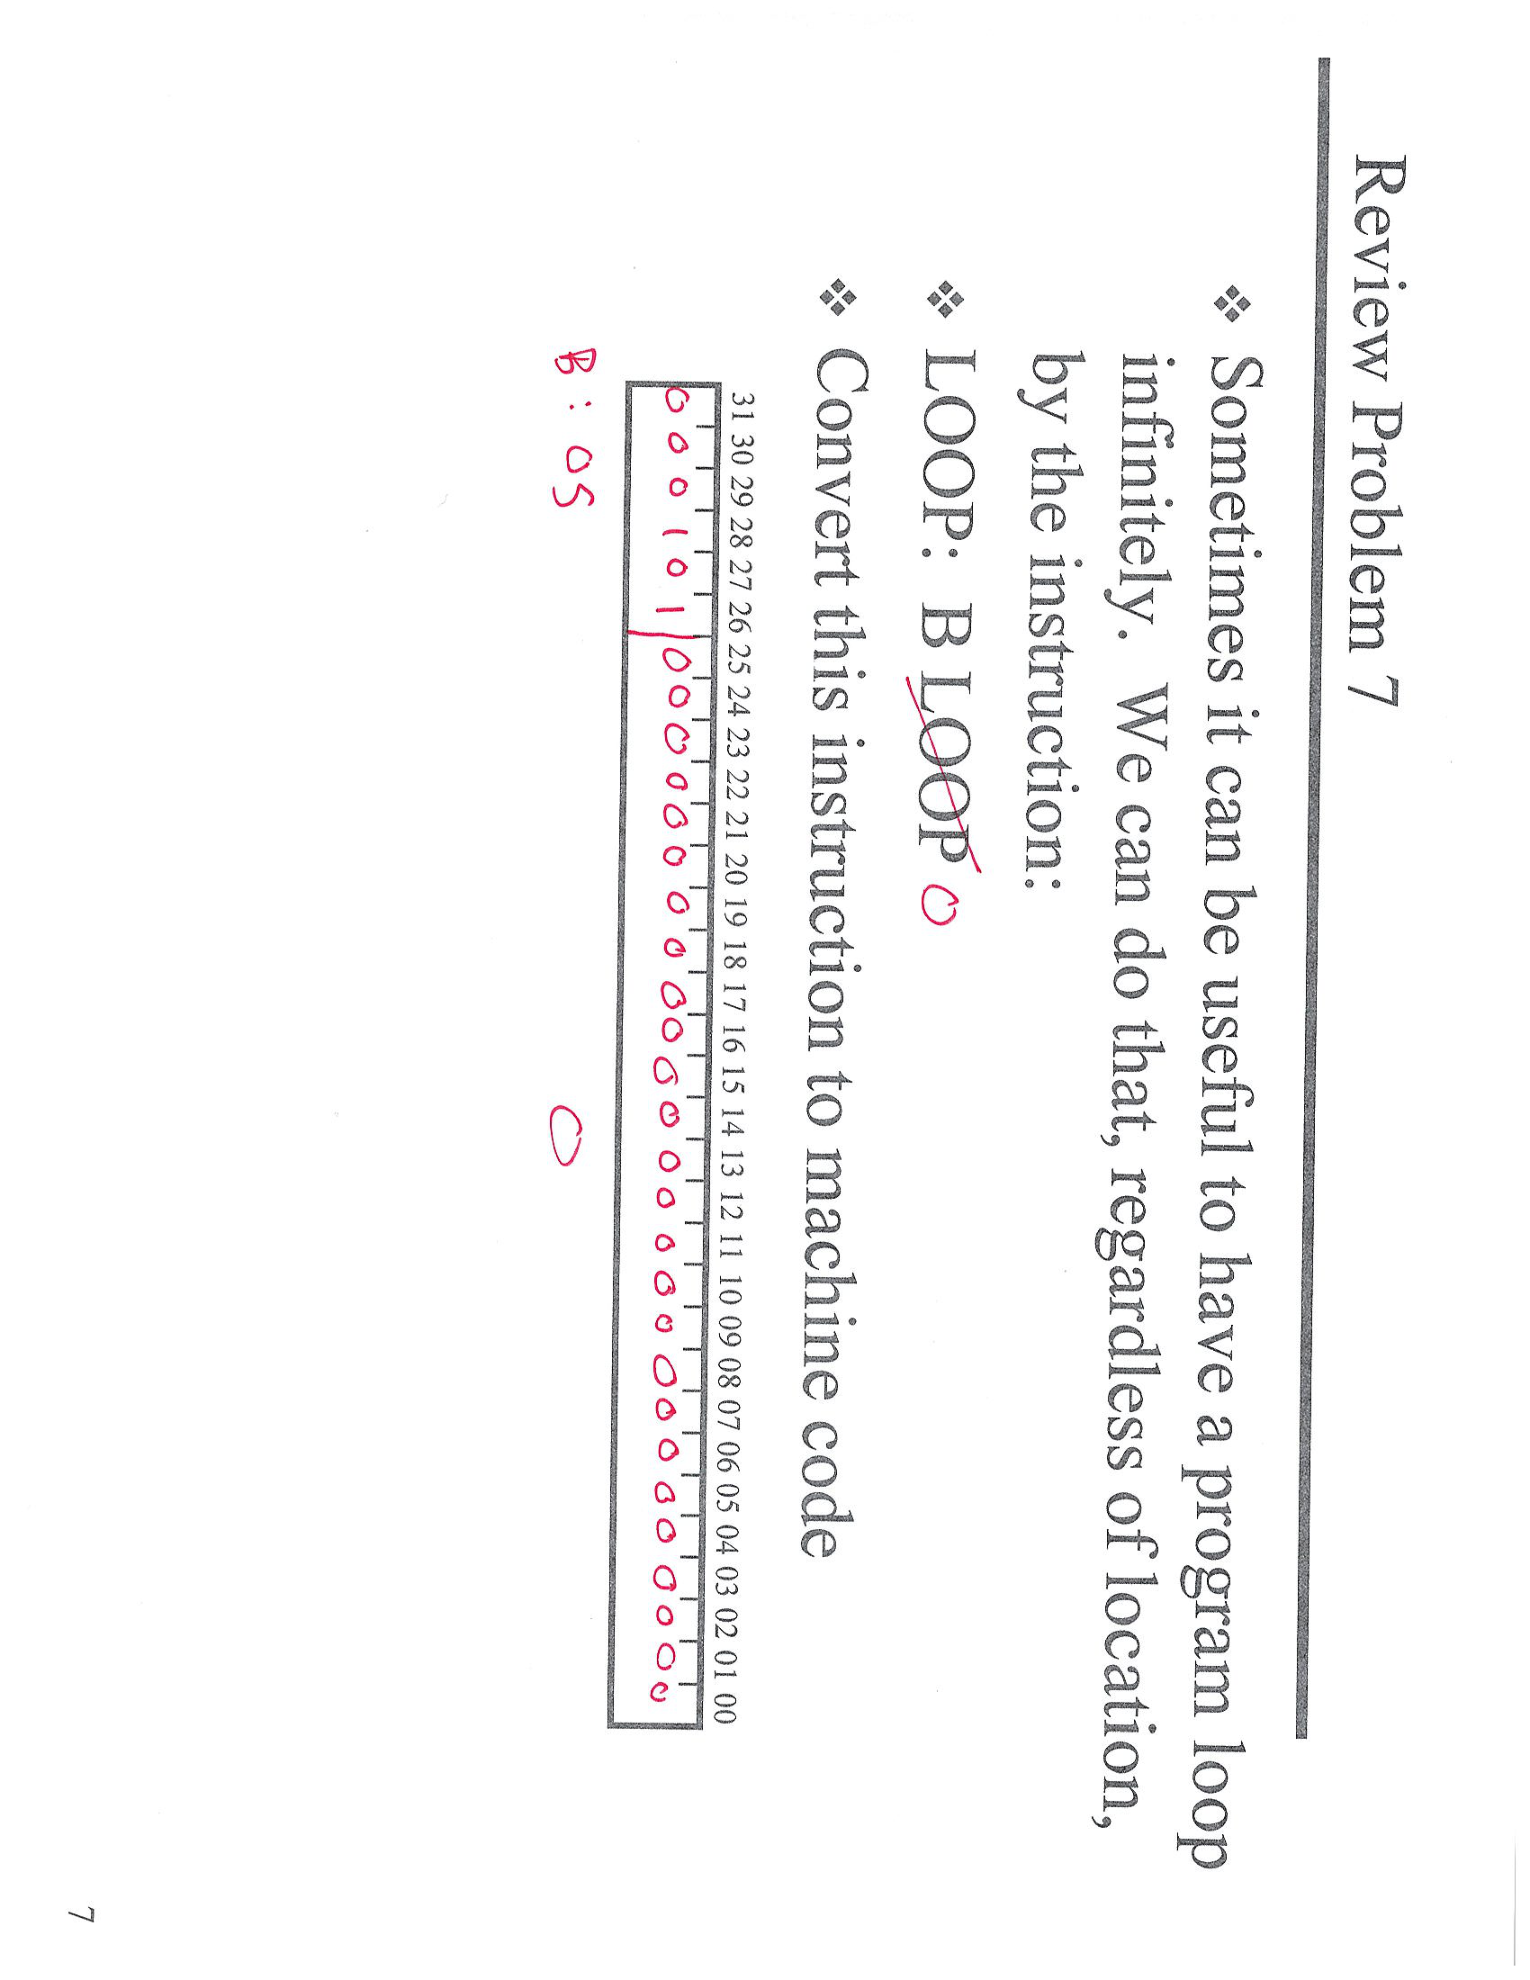 Review Problem 7
❖ Sometimes it can be useful to have a program loop
infinitely. We can do that, regardless of location,
by the instruction:
❖ LOOP: B LOOP 0
❖ Convert this instruction to machine code
31 30 29 28 27 26 25 24 23 22 21 20 19 18 17 16 15 14 13 12 11 10 09 08 07 06 05 04 03 02 01 00
0 0 0 1 0 1 | 0 0 0 0 0 0 0 0 0 0 0 0 0 0 0 0 0 0 0 0 0 0 0 0 0 0
B: 05 0
7